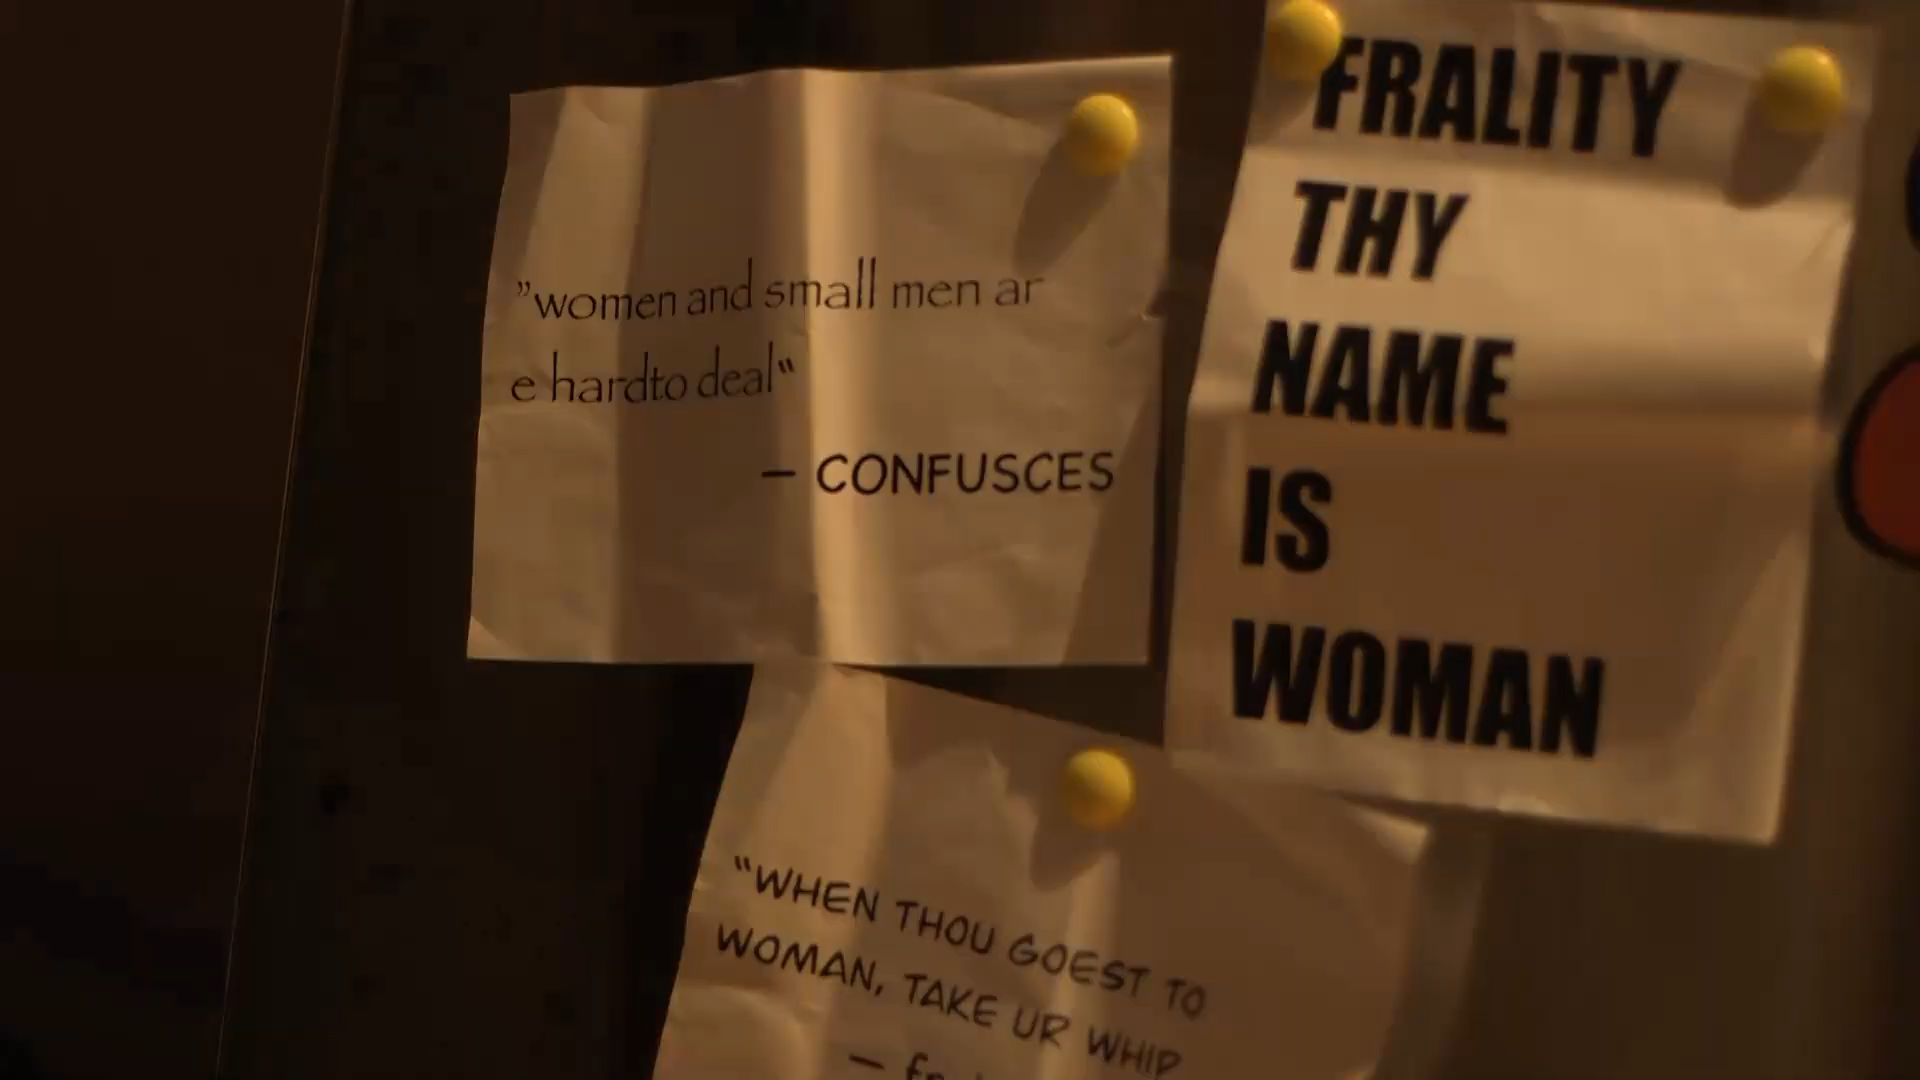 ”women and small men ar
e hardto deal“
– CONFUSCES
FRALITY
THY
NAME
IS
WOMAN
“WHEN THOU GOEST TO
WOMAN, TAKE UR WHIP
–